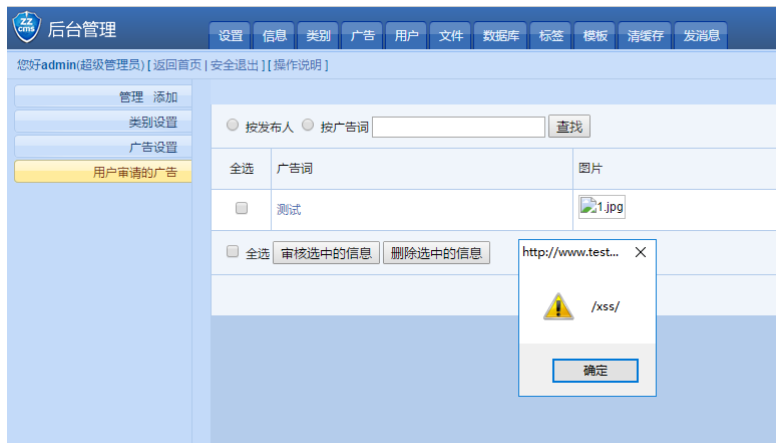 zz
cms
后台管理
设置 信息 类别 广告 用户 文件 数据库 标签 模板 清缓存 发消息
您好admin(超级管理员) [ 返回首页 | 安全退出 ] [ 操作说明 ]
管理 添加
类别设置
广告设置
用户审请的广告
按发布人 按广告词 查找
全选 广告词 图片
测试 1.jpg
全选 审核选中的信息 删除选中的信息
http://www.test...
/xss/
确定